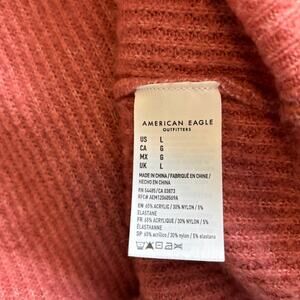 AMERICAN EAGLE
OUTFITTERS
US L
CA G
MX G
UK L
MADE IN CHINA / FABRIQUÉ EN CHINE /
HECHO EN CHINA
RN 54485/CA 03873
RFC# AEM12060509A
EN 65% ACRYLIC / 30% NYLON / 5%
ELASTANE
FR 65% ACRYLIQUE / 30% NYLON / 5%
ÉLASTHANNE
SP 65% acrílico / 30% nylon / 5% elastano